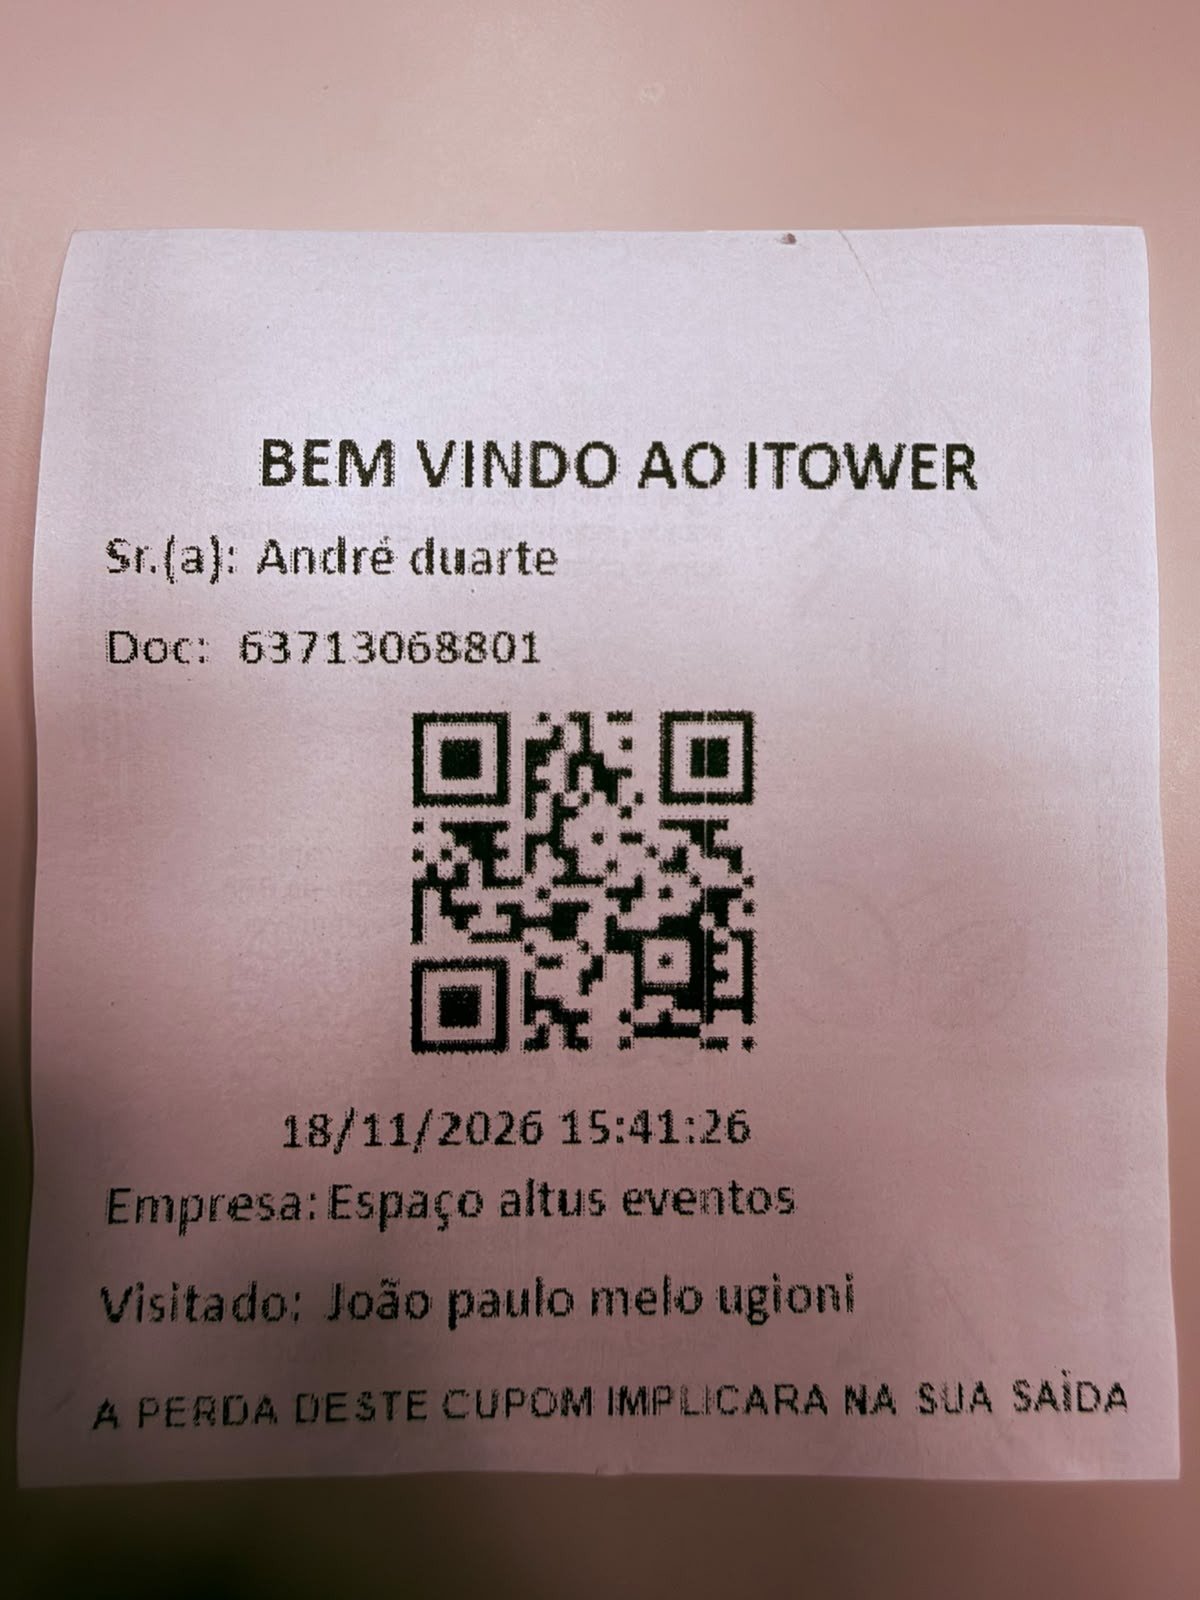 BEM VINDO AO ITOWER
Sr.(a): André duarte
Doc: 63713068801
18/11/2026 15:41:26
Empresa: Espaço altus eventos
Visitado: João paulo melo ugioni
A PERDA DESTE CUPOM IMPLICARA NA SUA SAÍDA